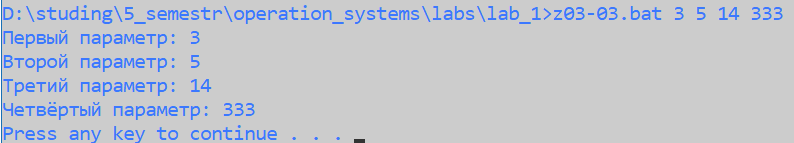 D:\studing\5_semestr\operation_systems\labs\lab_1>z03-03.bat 3 5 14 333
Первый параметр: 3
Второй параметр: 5
Третий параметр: 14
Четвёртый параметр: 333
Press any key to continue . . .